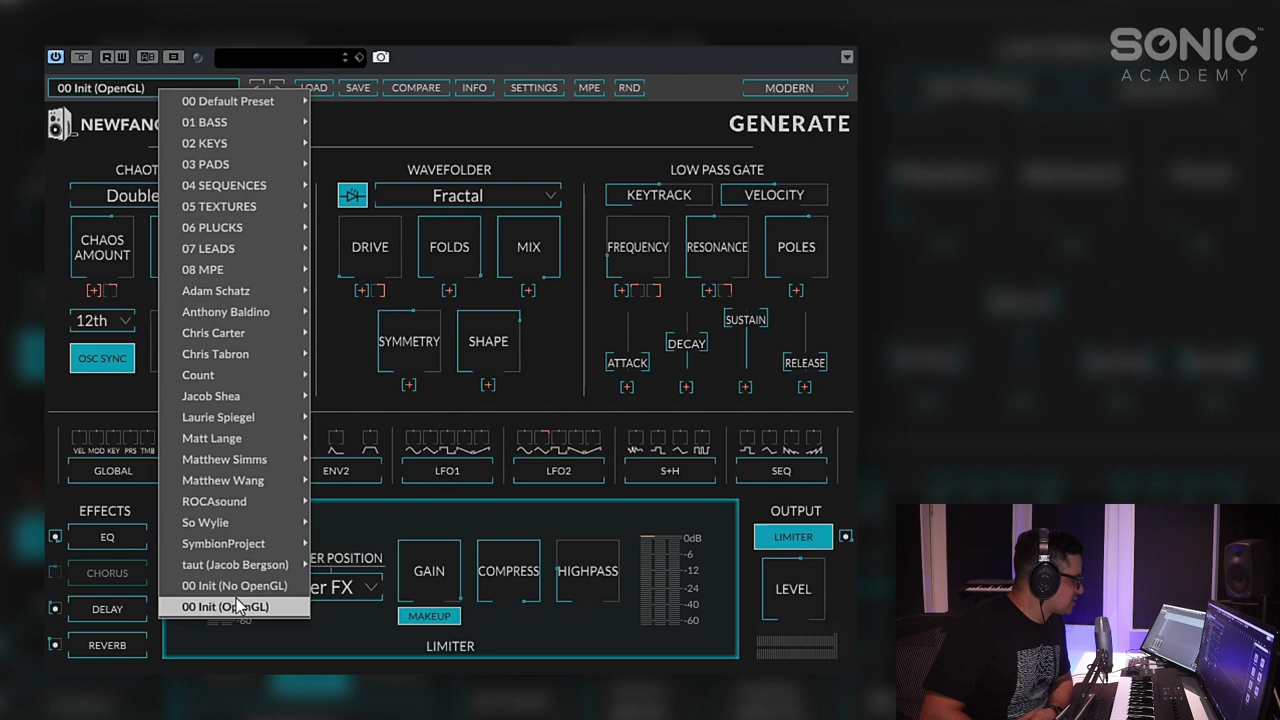 SONIC
ACADEMY
00 Init (OpenGL)
LOAD
SAVE
COMPARE
INFO
SETTINGS
MPE
RND
MODERN
NEWFANG
GENERATE
00 Default Preset
01 BASS
02 KEYS
03 PADS
04 SEQUENCES
05 TEXTURES
06 PLUCKS
07 LEADS
08 MPE
Adam Schatz
Anthony Baldino
Chris Carter
Chris Tabron
Count
Jacob Shea
Laurie Spiegel
Matt Lange
Matthew Simms
Matthew Wang
ROCAsound
So Wylie
SymbionProject
taut (Jacob Bergson)
00 Init (No OpenGL)
00 Init (OpenGL)
CHAOT
Double
CHAOS
AMOUNT
12th
OSC SYNC
WAVEFOLDER
Fractal
DRIVE
FOLDS
MIX
SYMMETRY
SHAPE
LOW PASS GATE
KEYTRACK
VELOCITY
FREQUENCY
RESONANCE
POLES
ATTACK
DECAY
SUSTAIN
RELEASE
VEL MOD KEY PRS TMB
GLOBAL
ENV2
LFO1
LFO2
S+H
SEQ
EFFECTS
EQ
CHORUS
DELAY
REVERB
-60
ER POSITION
er FX
GAIN
MAKEUP
COMPRESS
HIGHPASS
0dB
-6
-12
-24
-40
-60
LIMITER
OUTPUT
LIMITER
LEVEL